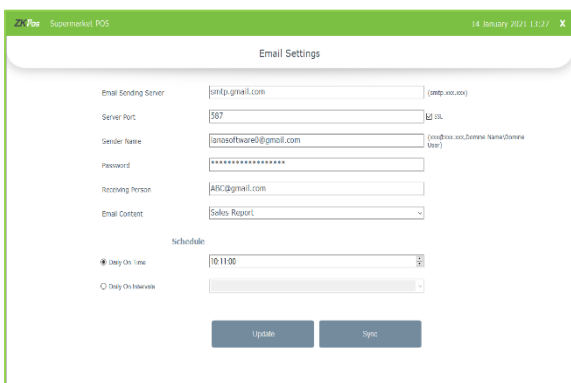 ZKPos Supermarket POS 14 January 2021 13:27 X
Email Settings
Email Sending Server smtp.gmail.com (smtp.xxx.xxx)
Server Port 587 SSL
Sender Name lanasoftware0@gmail.com (xxx@xxx.xxx,Domine Name\Domine
User)
Password *****************
Receiving Person ABC@gmail.com
Email Content Sales Report
Schedule
Daily On Time 10:11:00
Daily On Intervals
Update Sync